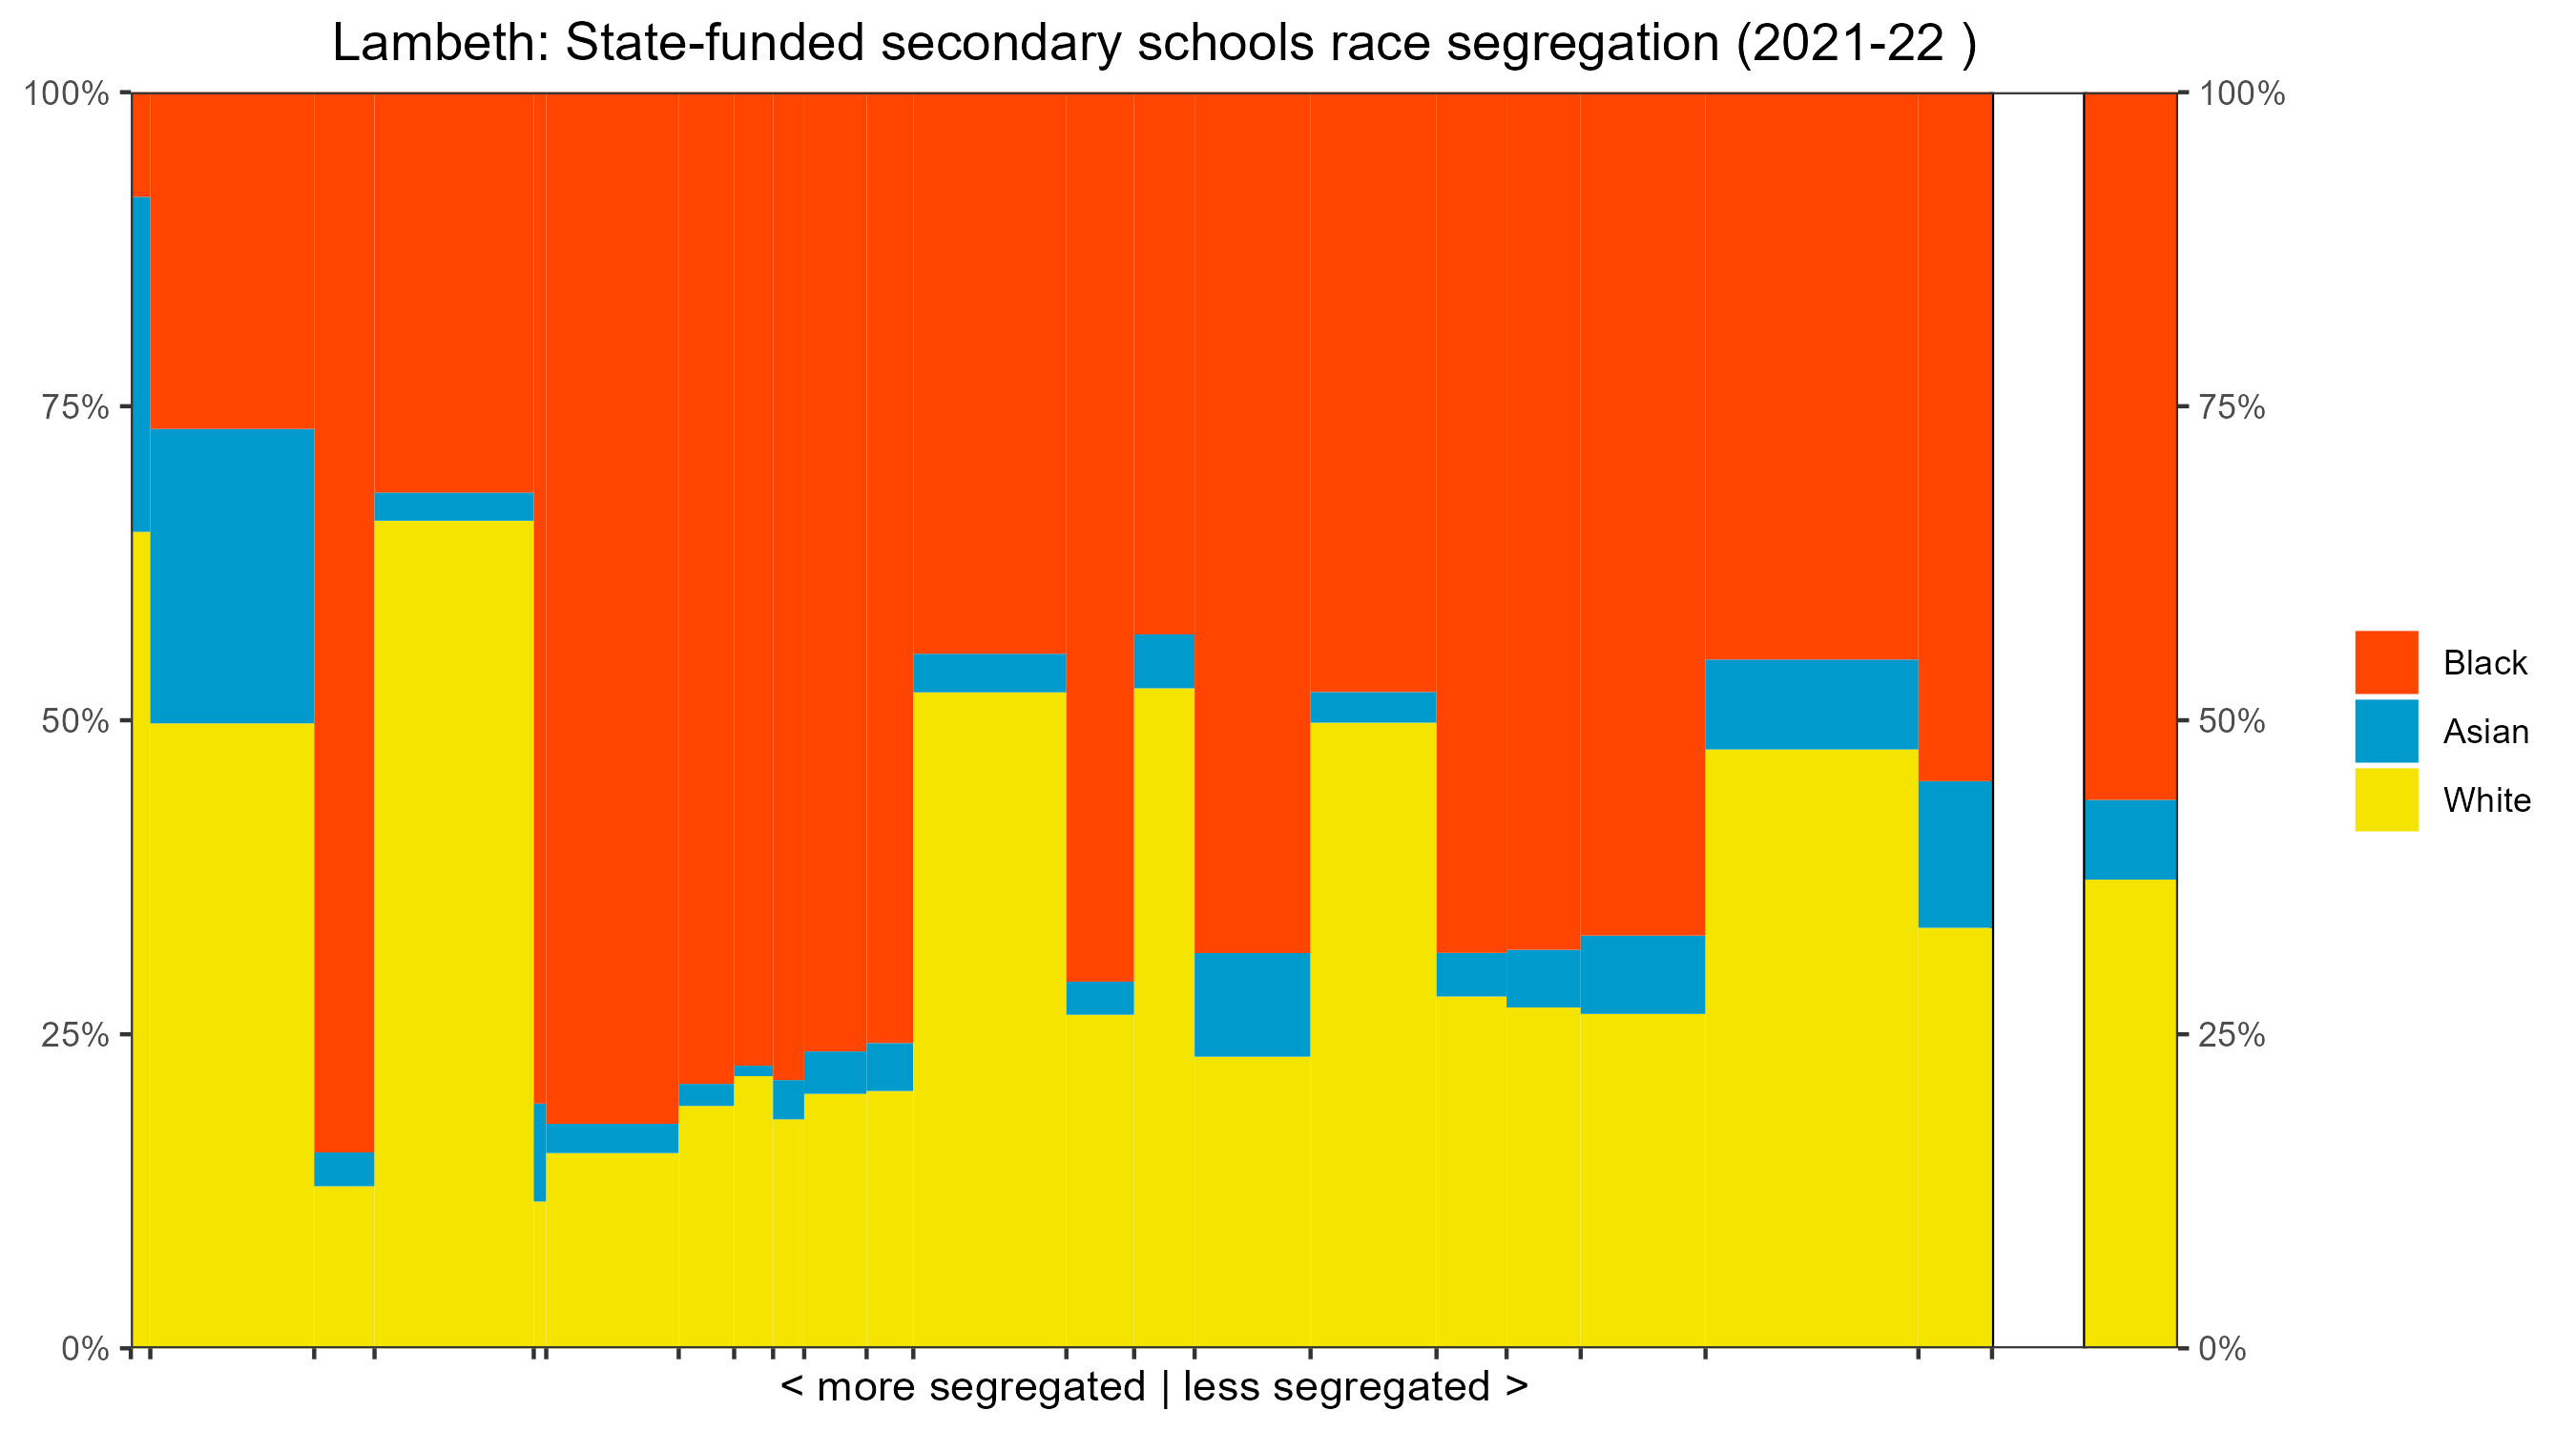 Lambeth: State-funded secondary schools race segregation (2021-22 )
100%
75%
50%
25%
0%
100%
75%
50%
25%
0%
Black
Asian
White
< more segregated | less segregated >